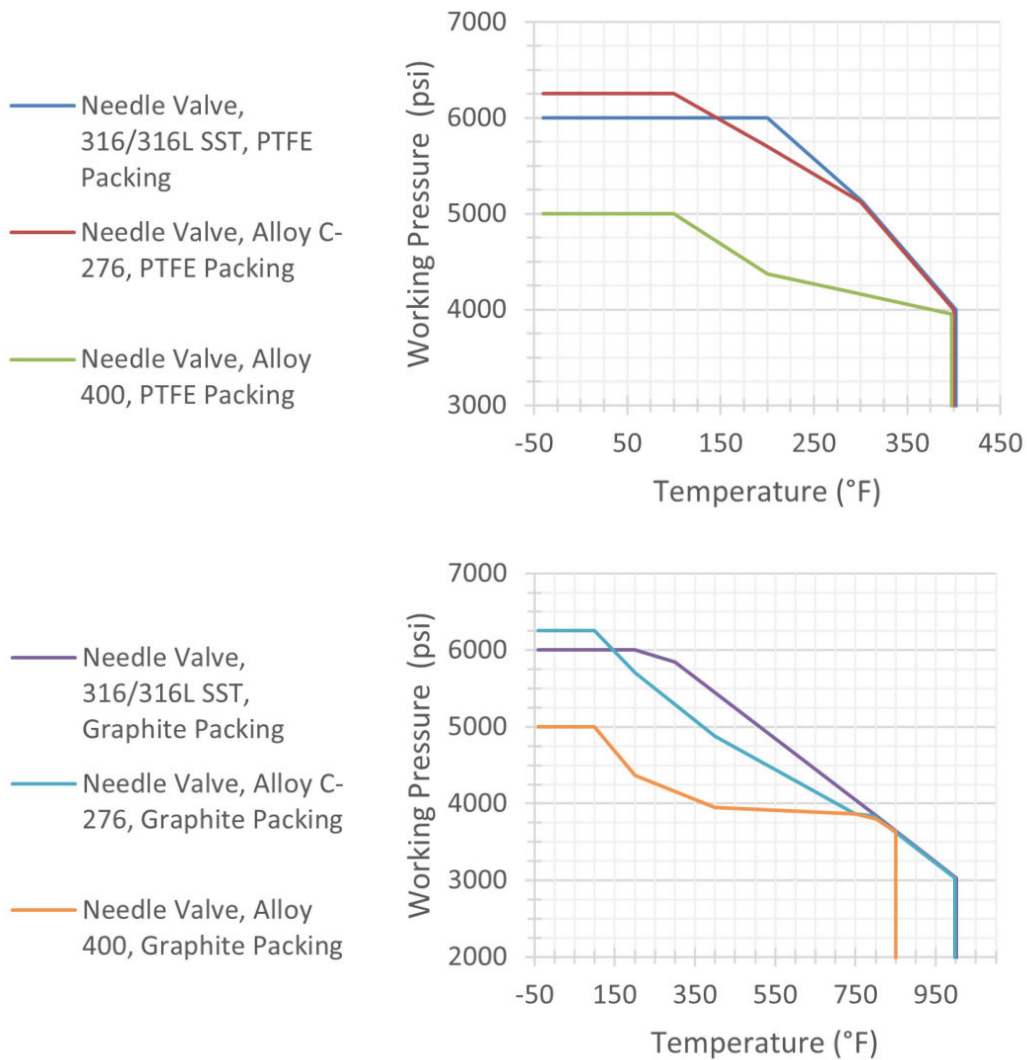 Needle Valve,
316/316L SST, PTFE
Packing
Needle Valve, Alloy C-
276, PTFE Packing
Needle Valve, Alloy
400, PTFE Packing
Working Pressure (psi)
7000
6000
5000
4000
3000
-50 50 150 250 350 450
Temperature (°F)
Needle Valve,
316/316L SST,
Graphite Packing
Needle Valve, Alloy C-
276, Graphite Packing
Needle Valve, Alloy
400, Graphite Packing
Working Pressure (psi)
7000
6000
5000
4000
3000
2000
-50 150 350 550 750 950
Temperature (°F)